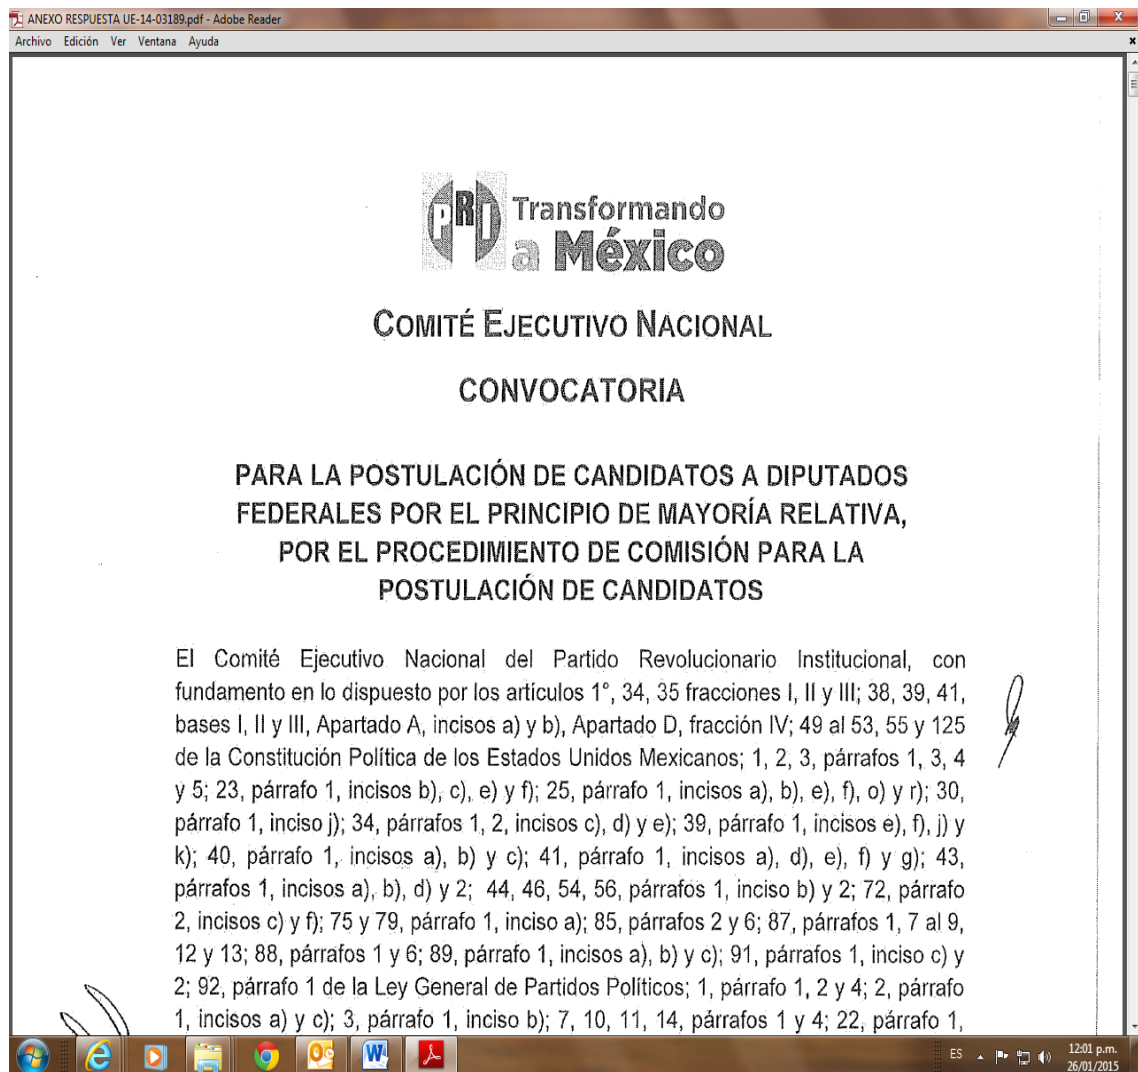 ANEXO RESPUESTA UE-14-03189.pdf - Adobe Reader
Archivo Edición Ver Ventana Ayuda
PRI Transformando
a México
COMITÉ EJECUTIVO NACIONAL
CONVOCATORIA
PARA LA POSTULACIÓN DE CANDIDATOS A DIPUTADOS
FEDERALES POR EL PRINCIPIO DE MAYORÍA RELATIVA,
POR EL PROCEDIMIENTO DE COMISIÓN PARA LA
POSTULACIÓN DE CANDIDATOS
El Comité Ejecutivo Nacional del Partido Revolucionario Institucional, con
fundamento en lo dispuesto por los artículos 1°, 34, 35 fracciones I, II y III; 38, 39, 41,
bases I, II y III, Apartado A, incisos a) y b), Apartado D, fracción IV; 49 al 53, 55 y 125
de la Constitución Política de los Estados Unidos Mexicanos; 1, 2, 3, párrafos 1, 3, 4
y 5; 23, párrafo 1, incisos b), c), e) y f); 25, párrafo 1, incisos a), b), e), f), o) y r); 30,
párrafo 1, inciso j); 34, párrafos 1, 2, incisos c), d) y e); 39, párrafo 1, incisos e), f), j) y
k); 40, párrafo 1, incisos a), b) y c); 41, párrafo 1, incisos a), d), e), f) y g); 43,
párrafos 1, incisos a), b), d) y 2; 44, 46, 54, 56, párrafos 1, inciso b) y 2; 72, párrafo
2, incisos c) y f); 75 y 79, párrafo 1, inciso a); 85, párrafos 2 y 6; 87, párrafos 1, 7 al 9,
12 y 13; 88, párrafos 1 y 6; 89, párrafo 1, incisos a), b) y c); 91, párrafos 1, inciso c) y
2; 92, párrafo 1 de la Ley General de Partidos Políticos; 1, párrafo 1, 2 y 4; 2, párrafo
1, incisos a) y c); 3, párrafo 1, inciso b); 7, 10, 11, 14, párrafos 1 y 4; 22, párrafo 1,
ES 12:01 p.m.
26/01/2015